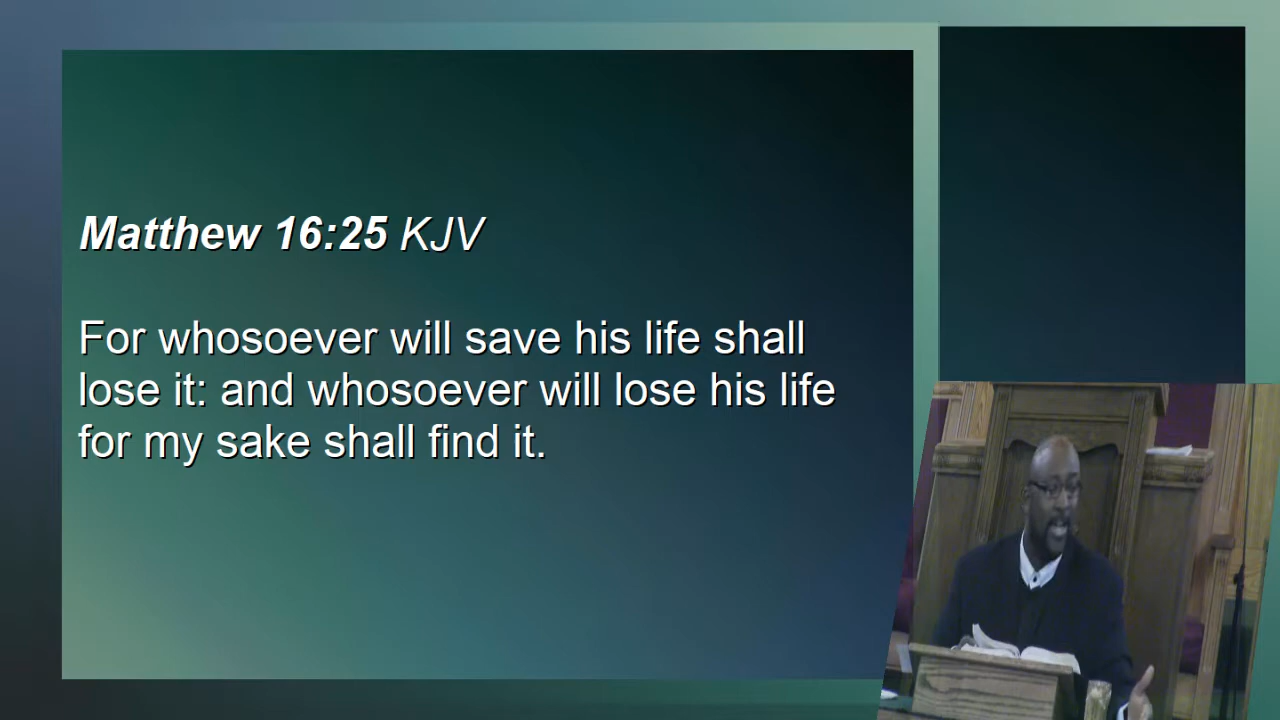 Matthew 16:25 KJV
For whosoever will save his life shall
lose it: and whosoever will lose his life
for my sake shall find it.